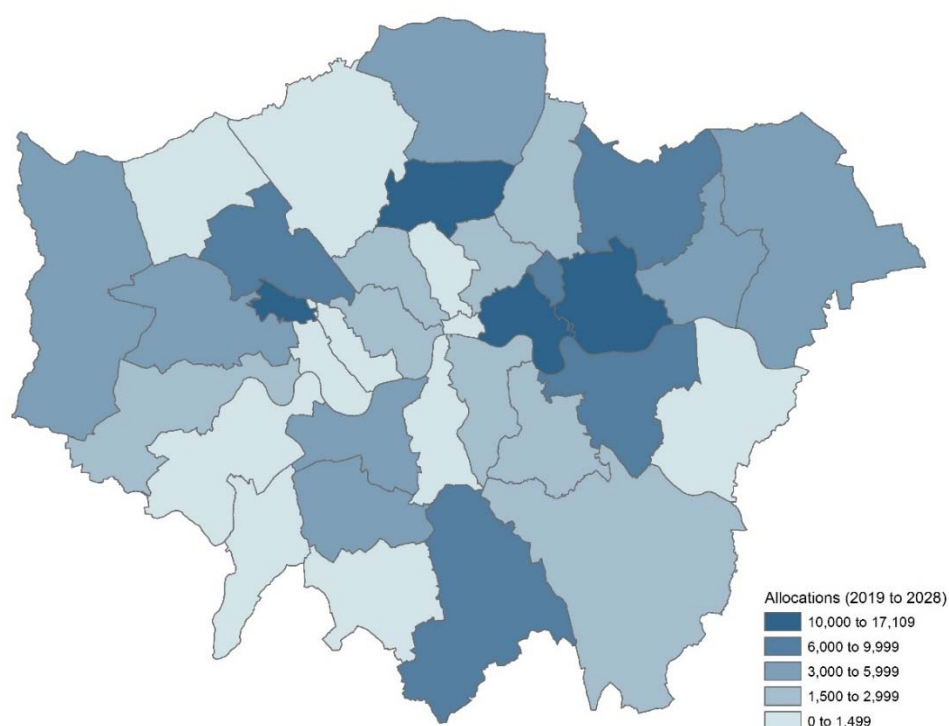 Allocations (2019 to 2028)
10,000 to 17,109
6,000 to 9,999
3,000 to 5,999
1,500 to 2,999
0 to 1,499